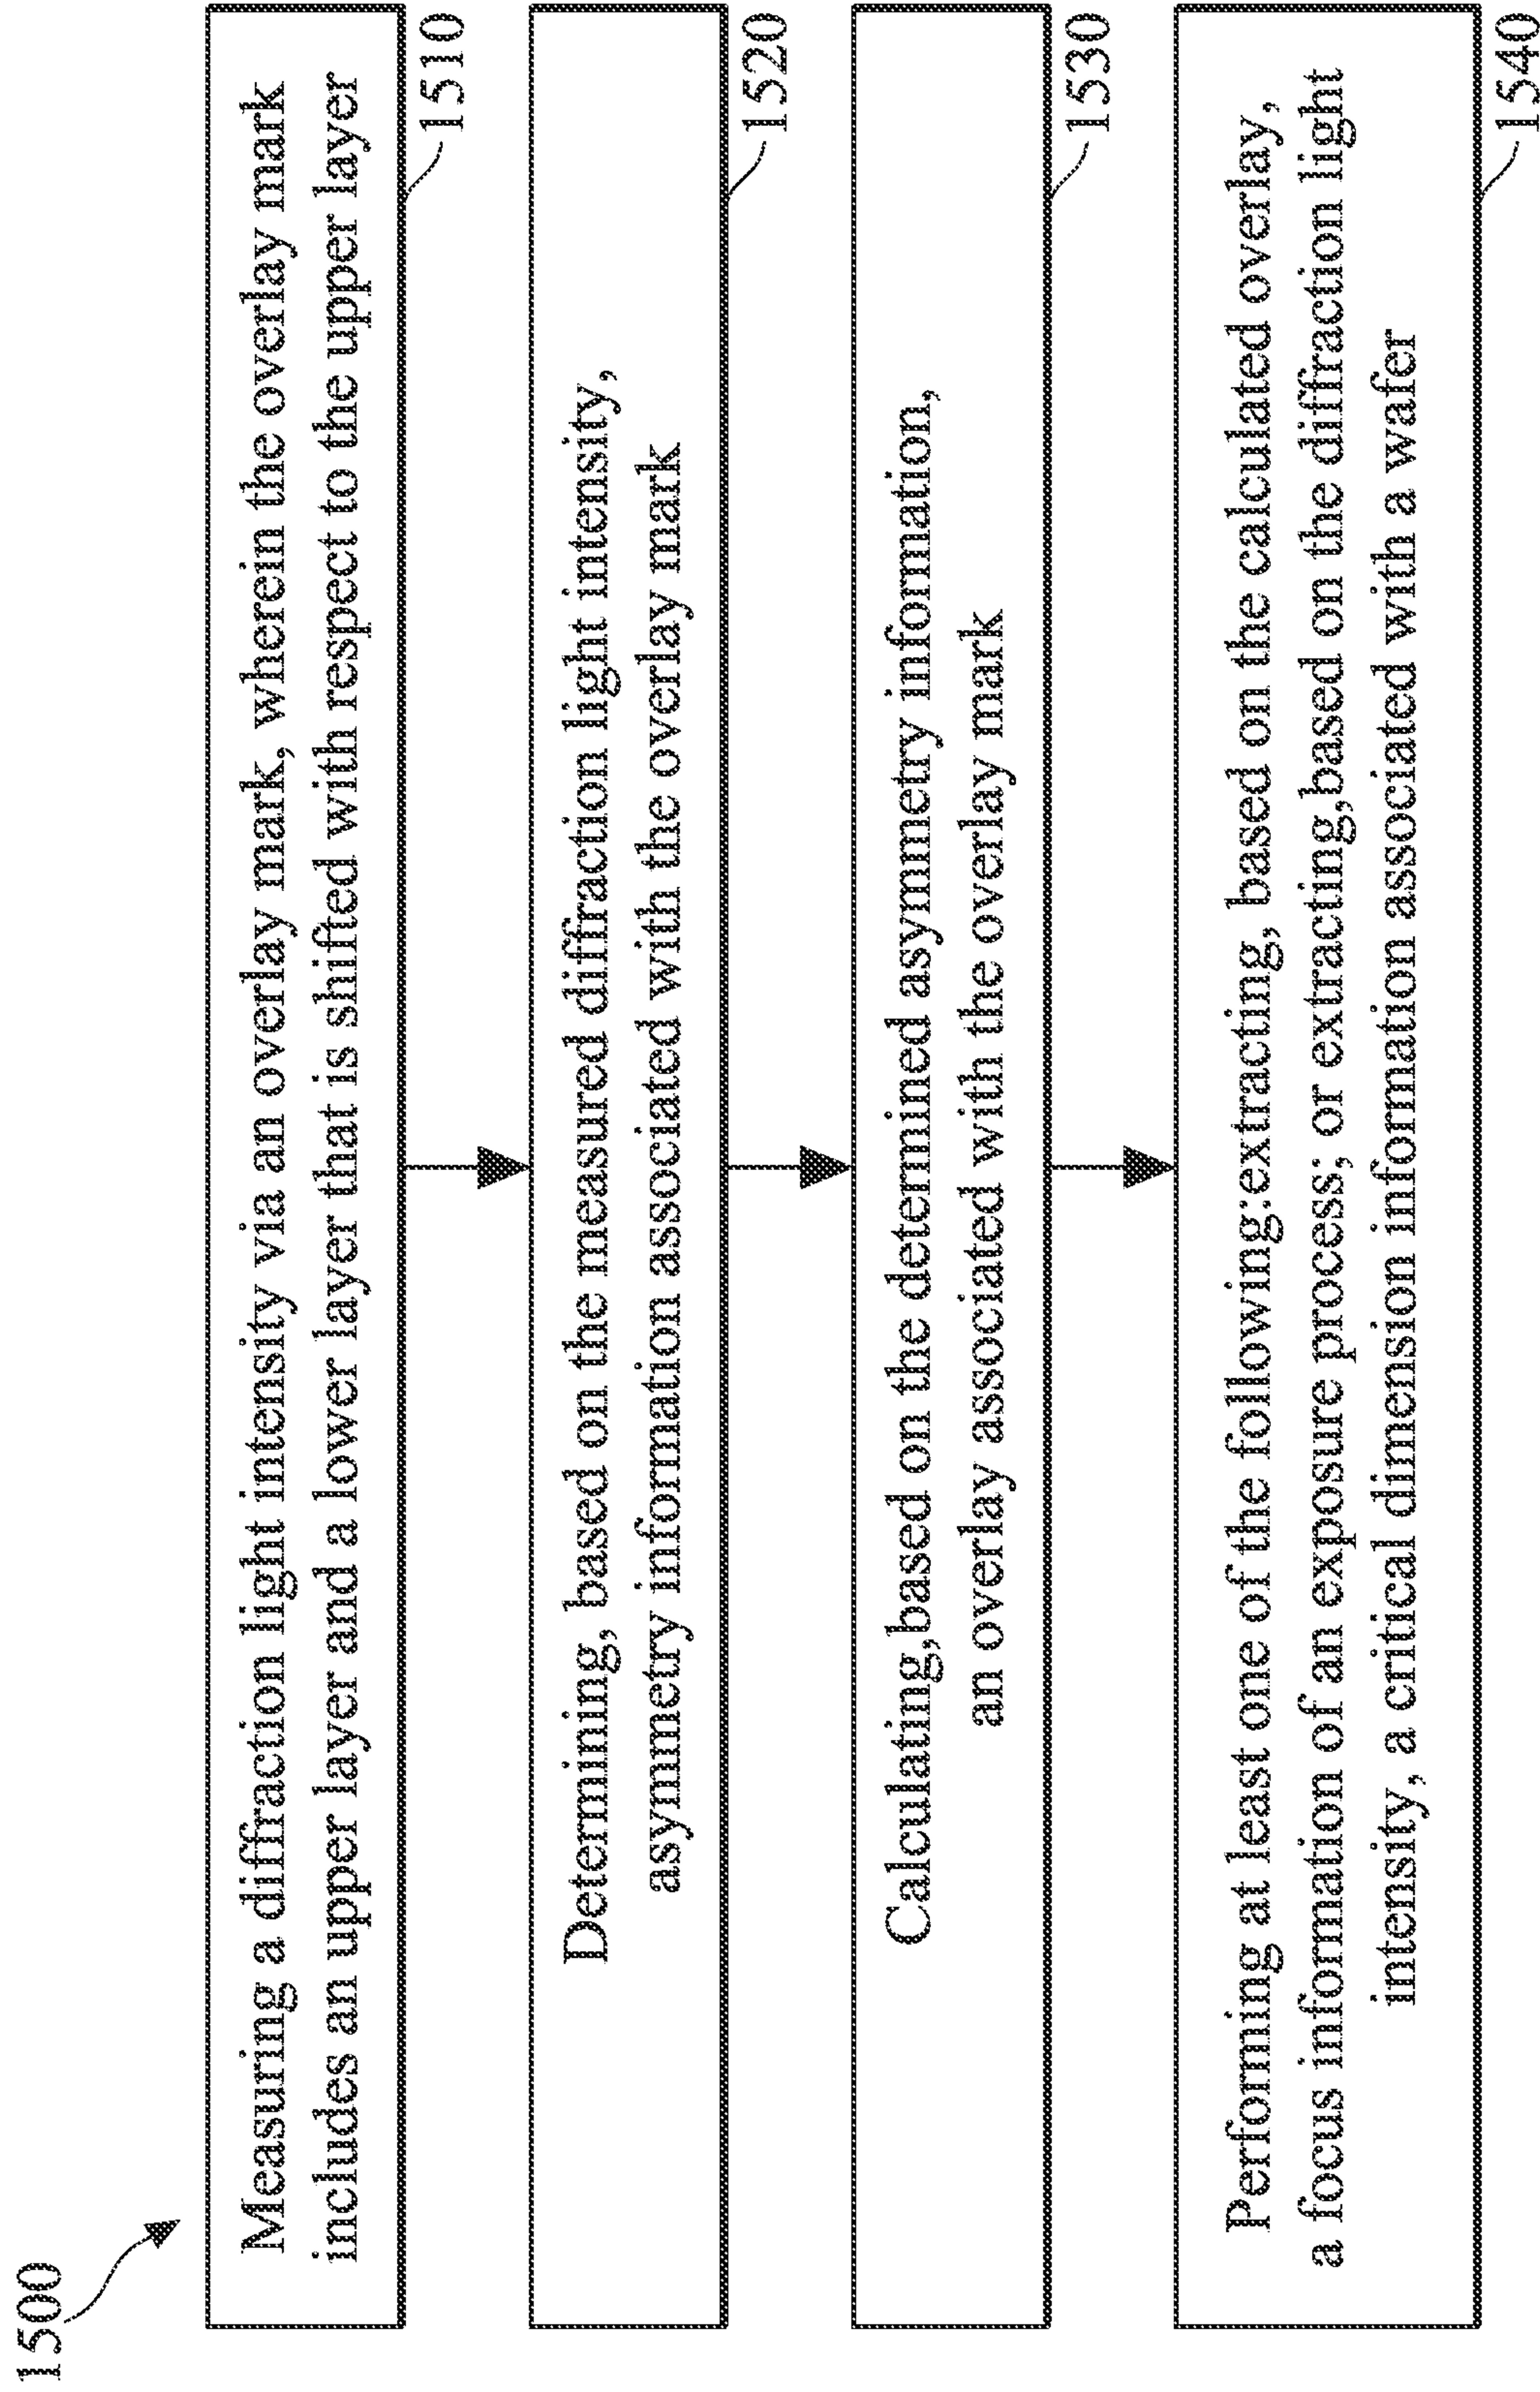 1500
Measuring a diffraction light intensity via an overlay mark, wherein the overlay mark
includes an upper layer and a lower layer that is shifted with respect to the upper layer
1510
Determining, based on the measured diffraction light intensity,
asymmetry information associated with the overlay mark
1520
Calculating,based on the determined asymmetry information,
an overlay associated with the overlay mark
1530
Performing at least one of the following:extracting, based on the calculated overlay,
a focus information of an exposure process; or extracting,based on the diffraction light
intensity, a critical dimension information associated with a wafer
1540